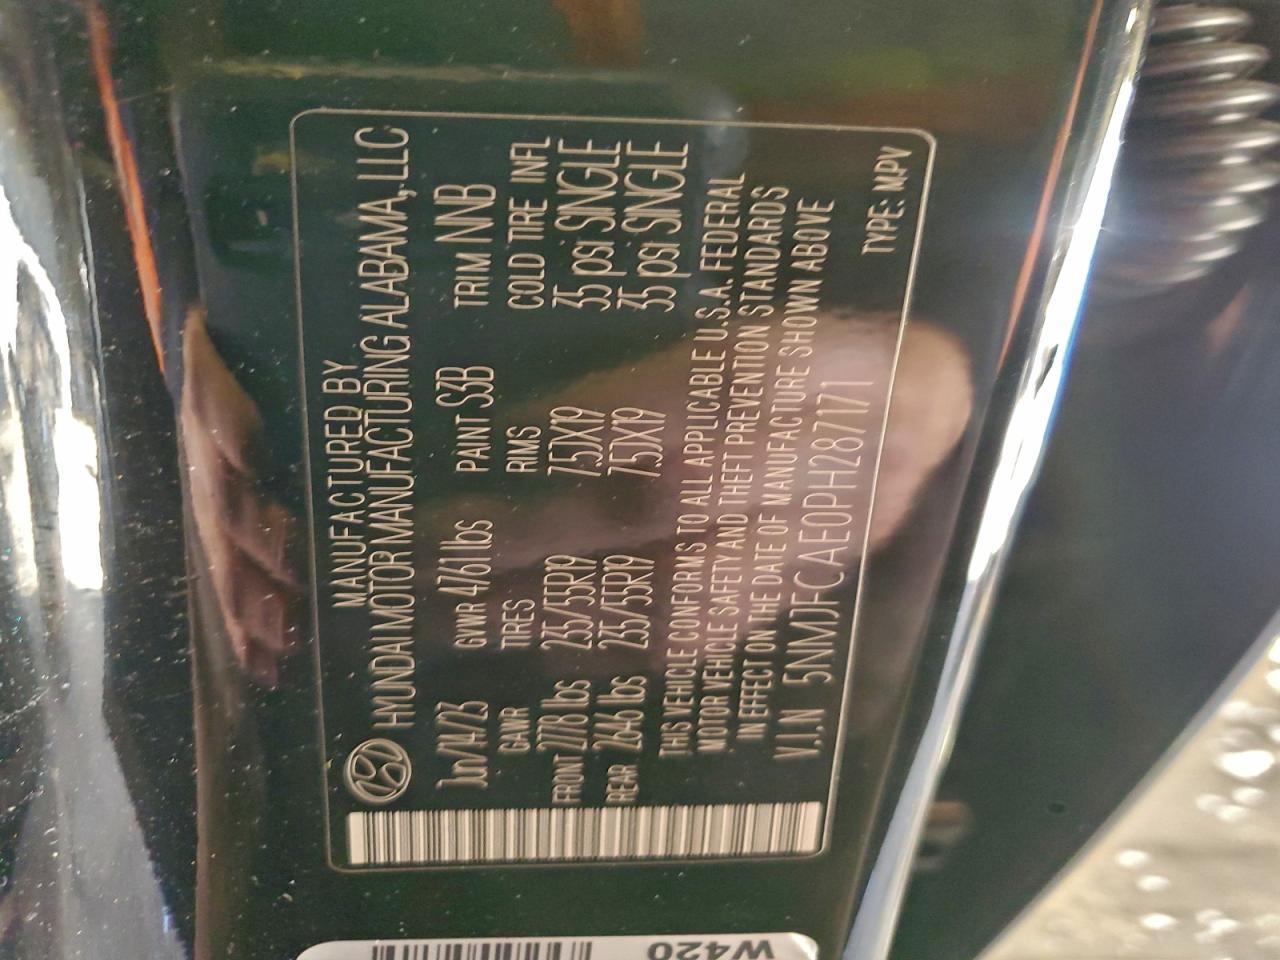 MANUFACTURED BY
HYUNDAI MOTOR MANUFACTURING ALABAMA, LLC
GVWR 4761 lbs PAINT S3B TRIM NNB
GAWR TIRES RIMS COLD TIRE INFL
FRONT 2778 lbs 235/55R19 7.5JX19 35 psi SINGLE
REAR 2646 lbs 235/55R19 7.5JX19 35 psi SINGLE
THIS VEHICLE CONFORMS TO ALL APPLICABLE U.S.A. FEDERAL
MOTOR VEHICLE SAFETY AND THEFT PREVENTION STANDARDS
IN EFFECT ON THE DATE OF MANUFACTURE SHOWN ABOVE
V.I.N 5NMJFCAE0PH287171
TYPE: MPV
W420